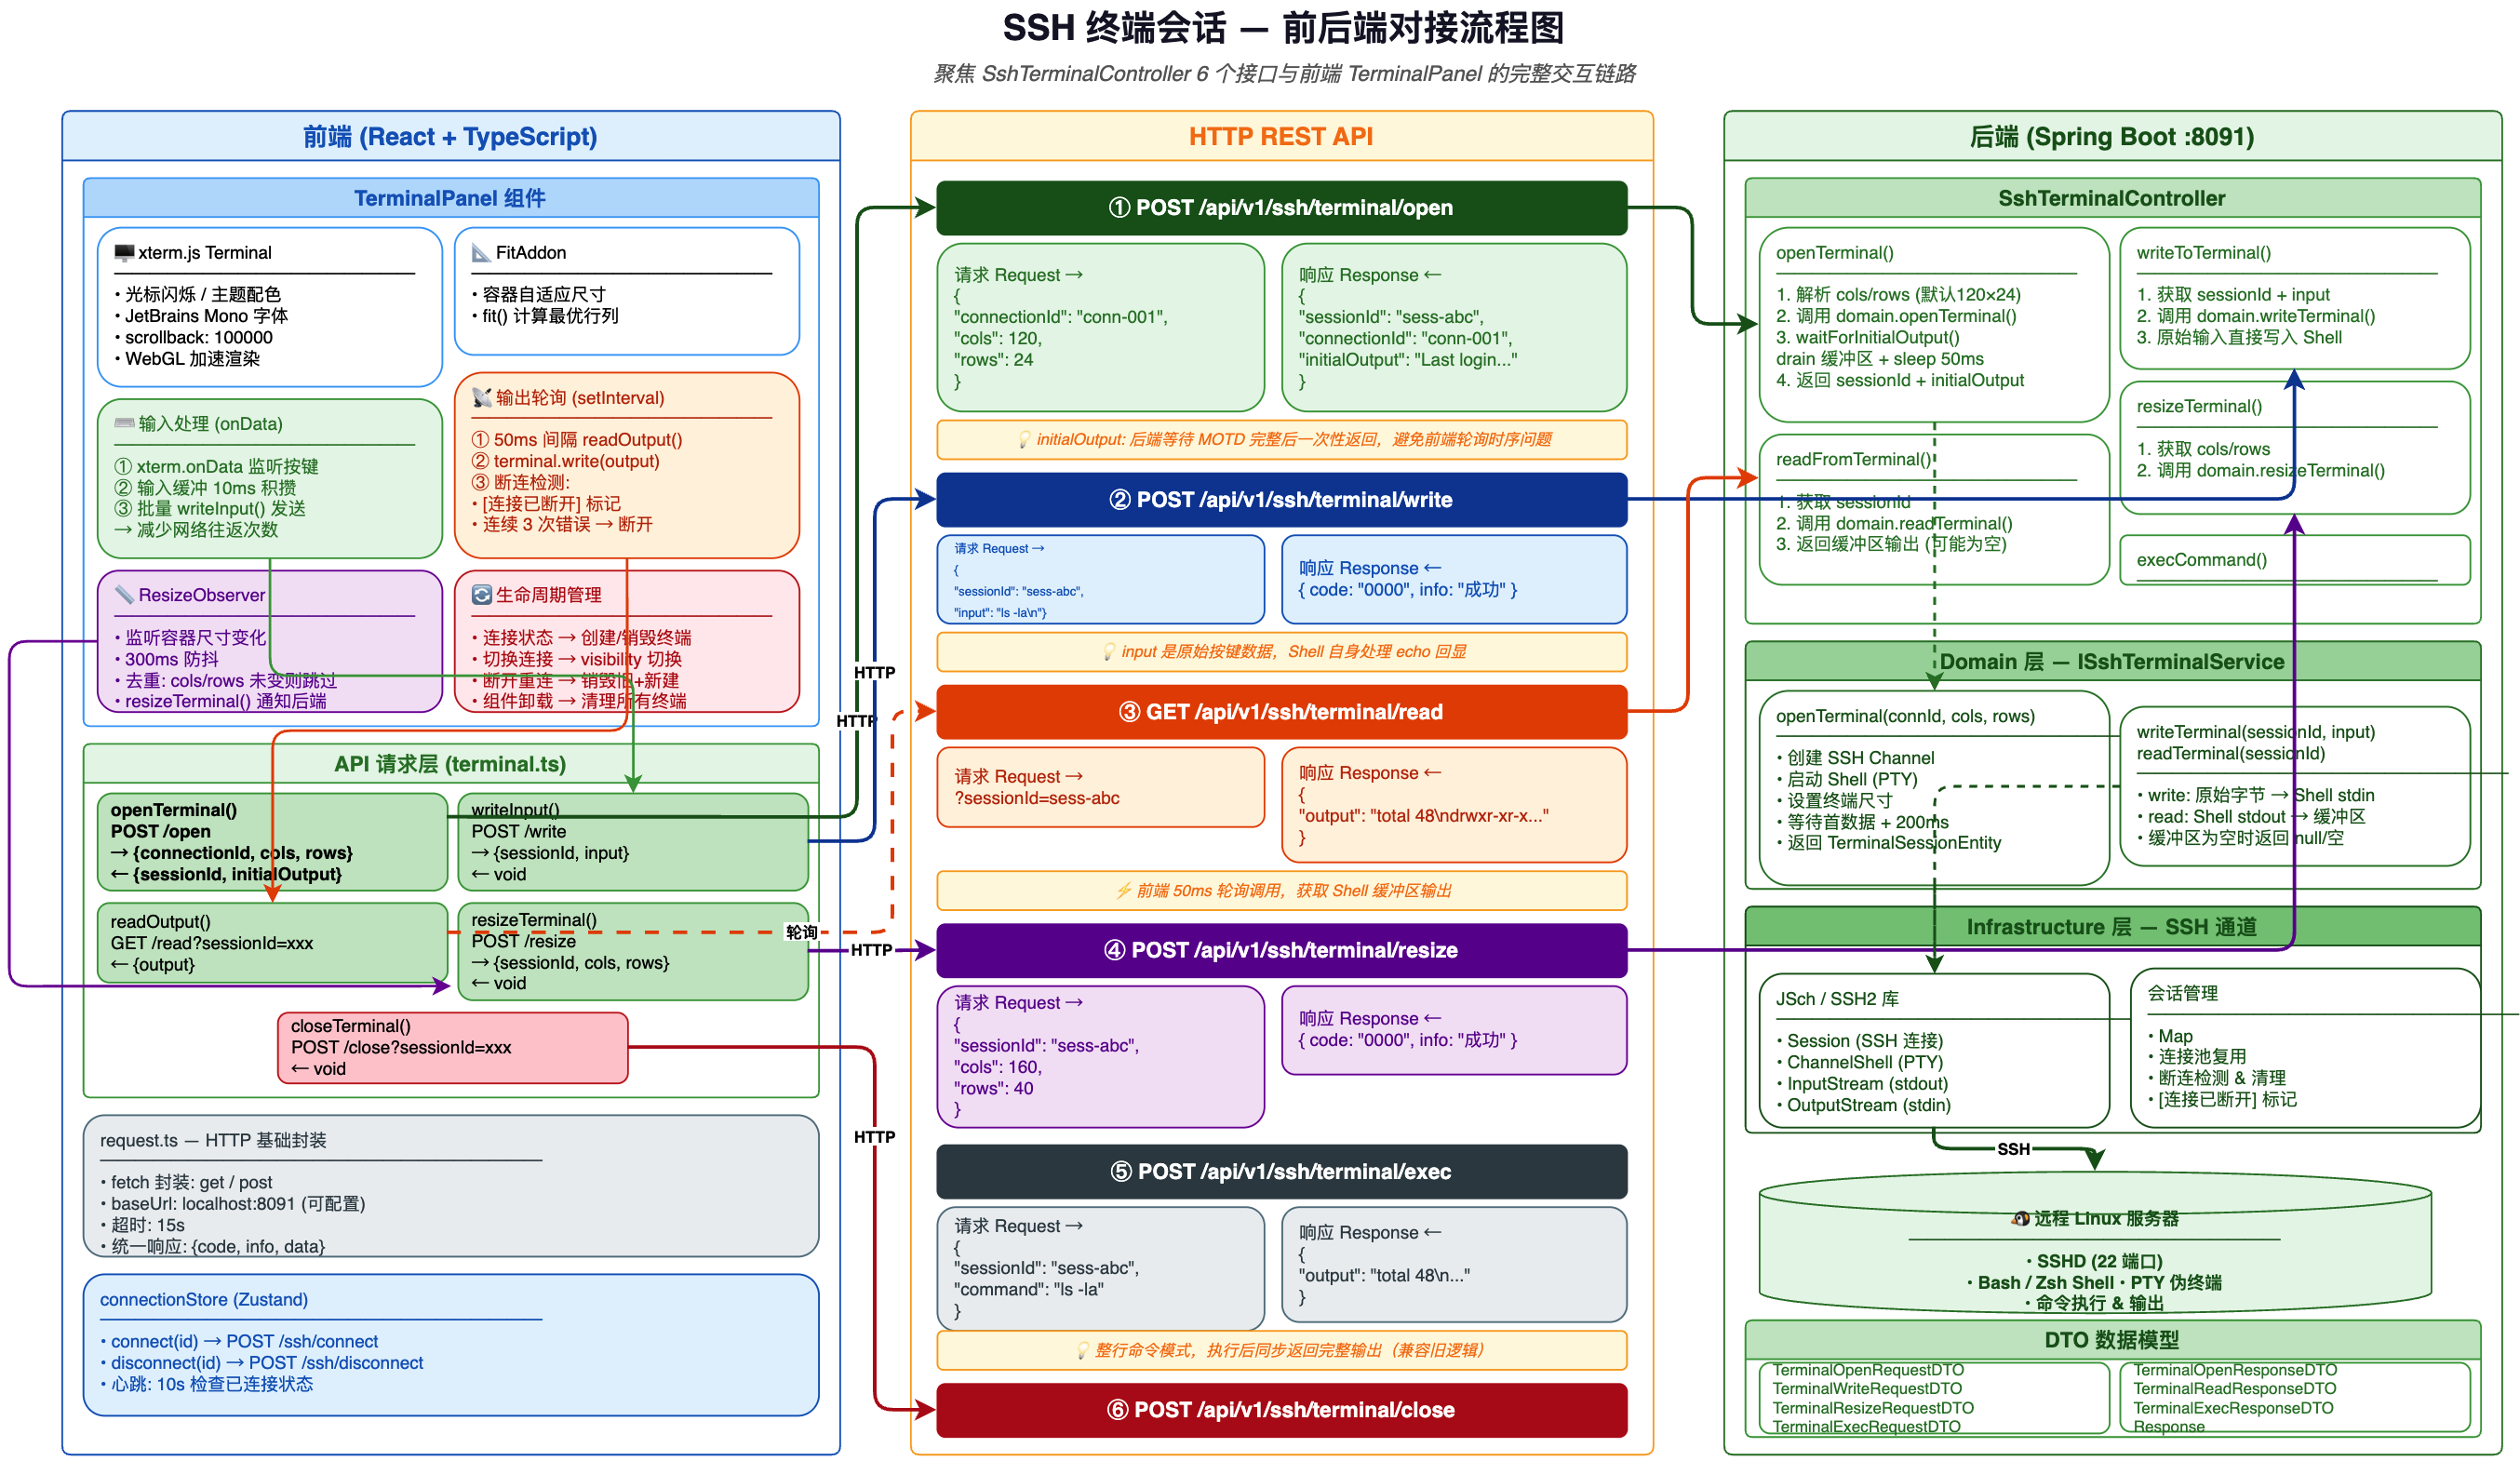 SSH 终端会话 — 前后端对接流程图
聚焦 SshTerminalController 6 个接口与前端 TerminalPanel 的完整交互链路
前端 (React + TypeScript)
TerminalPanel 组件
xterm.js Terminal
• 光标闪烁 / 主题配色
• JetBrains Mono 字体
• scrollback: 100000
• WebGL 加速渲染
FitAddon
• 容器自适应尺寸
• fit() 计算最优行列
输入处理 (onData)
① xterm.onData 监听按键
② 输入缓冲 10ms 积攒
③ 批量 writeInput() 发送
→ 减少网络往返次数
输出轮询 (setInterval)
① 50ms 间隔 readOutput()
② terminal.write(output)
③ 断连检测:
• [连接已断开] 标记
• 连续 3 次错误 → 断开
ResizeObserver
• 监听容器尺寸变化
• 300ms 防抖
• 去重: cols/rows 未变则跳过
• resizeTerminal() 通知后端
生命周期管理
• 连接状态 → 创建/销毁终端
• 切换连接 → visibility 切换
• 断开重连 → 销毁旧+新建
• 组件卸载 → 清理所有终端
API 请求层 (terminal.ts)
openTerminal()
POST /open
→ {connectionId, cols, rows}
← {sessionId, initialOutput}
writeInput()
POST /write
→ {sessionId, input}
← void
readOutput()
GET /read?sessionId=xxx
← {output}
resizeTerminal()
POST /resize
→ {sessionId, cols, rows}
← void
closeTerminal()
POST /close?sessionId=xxx
← void
request.ts — HTTP 基础封装
• fetch 封装: get / post
• baseUrl: localhost:8091 (可配置)
• 超时: 15s
• 统一响应: {code, info, data}
connectionStore (Zustand)
• connect(id) → POST /ssh/connect
• disconnect(id) → POST /ssh/disconnect
• 心跳: 10s 检查已连接状态
HTTP
HTTP
轮询
HTTP
HTTP
HTTP REST API
① POST /api/v1/ssh/terminal/open
请求 Request →
{
"connectionId": "conn-001",
"cols": 120,
"rows": 24
}
响应 Response ←
{
"sessionId": "sess-abc",
"connectionId": "conn-001",
"initialOutput": "Last login..."
}
initialOutput: 后端等待 MOTD 完整后一次性返回，避免前端轮询时序问题
② POST /api/v1/ssh/terminal/write
请求 Request →
{
"sessionId": "sess-abc",
"input": "ls -la\n"}
响应 Response ←
{ code: "0000", info: "成功" }
input 是原始按键数据，Shell 自身处理 echo 回显
③ GET /api/v1/ssh/terminal/read
请求 Request →
?sessionId=sess-abc
响应 Response ←
{
"output": "total 48\ndrwxr-xr-x..."
}
⚡ 前端 50ms 轮询调用，获取 Shell 缓冲区输出
④ POST /api/v1/ssh/terminal/resize
请求 Request →
{
"sessionId": "sess-abc",
"cols": 160,
"rows": 40
}
响应 Response ←
{ code: "0000", info: "成功" }
⑤ POST /api/v1/ssh/terminal/exec
请求 Request →
{
"sessionId": "sess-abc",
"command": "ls -la"
}
响应 Response ←
{
"output": "total 48\n..."
}
整行命令模式，执行后同步返回完整输出（兼容旧逻辑）
⑥ POST /api/v1/ssh/terminal/close
后端 (Spring Boot :8091)
SshTerminalController
openTerminal()
1. 解析 cols/rows (默认120×24)
2. 调用 domain.openTerminal()
3. waitForInitialOutput()
drain 缓冲区 + sleep 50ms
4. 返回 sessionId + initialOutput
writeToTerminal()
1. 获取 sessionId + input
2. 调用 domain.writeTerminal()
3. 原始输入直接写入 Shell
readFromTerminal()
1. 获取 sessionId
2. 调用 domain.readTerminal()
3. 返回缓冲区输出 (可能为空)
resizeTerminal()
1. 获取 cols/rows
2. 调用 domain.resizeTerminal()
execCommand()
Domain 层 — ISshTerminalService
openTerminal(connId, cols, rows)
• 创建 SSH Channel
• 启动 Shell (PTY)
• 设置终端尺寸
• 等待首数据 + 200ms
• 返回 TerminalSessionEntity
writeTerminal(sessionId, input)
readTerminal(sessionId)
• write: 原始字节 → Shell stdin
• read: Shell stdout → 缓冲区
• 缓冲区为空时返回 null/空
Infrastructure 层 — SSH 通道
JSch / SSH2 库
• Session (SSH 连接)
• ChannelShell (PTY)
• InputStream (stdout)
• OutputStream (stdin)
会话管理
• Map
• 连接池复用
• 断连检测 & 清理
• [连接已断开] 标记
SSH
远程 Linux 服务器
• SSHD (22 端口)
• Bash / Zsh Shell • PTY 伪终端
• 命令执行 & 输出
DTO 数据模型
TerminalOpenRequestDTO
TerminalWriteRequestDTO
TerminalResizeRequestDTO
TerminalExecRequestDTO
TerminalOpenResponseDTO
TerminalReadResponseDTO
TerminalExecResponseDTO
Response